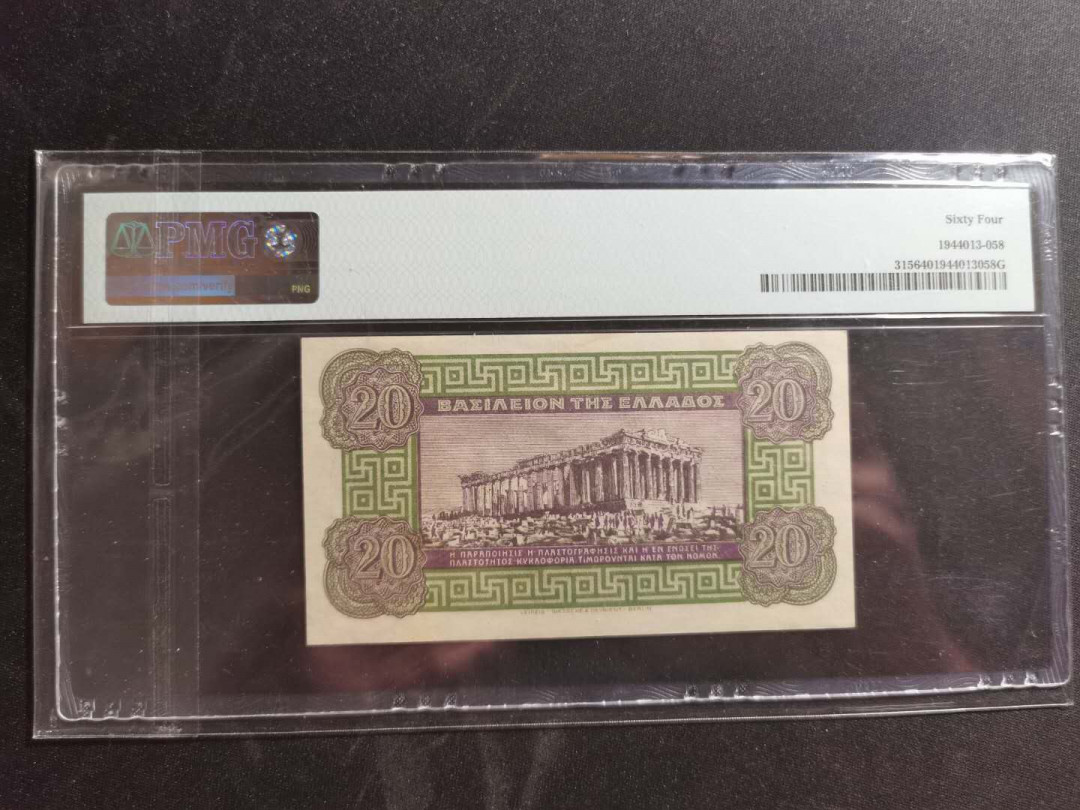 PMG
PNG
Sixty Four
1944013-058
3156401944013058G
20
20
ΒΑΣΙΛΕΙΟΝ ΤΗΣ ΕΛΛΑΔΟΣ
Η ΠΑΡΑΠΟΙΗΣΙΣ Η ΠΛΑΣΤΟΓΡΑΦΗΣΙΣ ΚΑΙ Η ΕΝ ΓΝΩΣΕΙ ΤΗΣ
ΠΛΑΣΤΟΤΗΤΟΣ ΚΥΚΛΟΦΟΡΙΑ ΤΙΜΩΡΟΥΝΤΑΙ ΚΑΤΑ ΤΟΝ ΝΟΜΟΝ
20
20